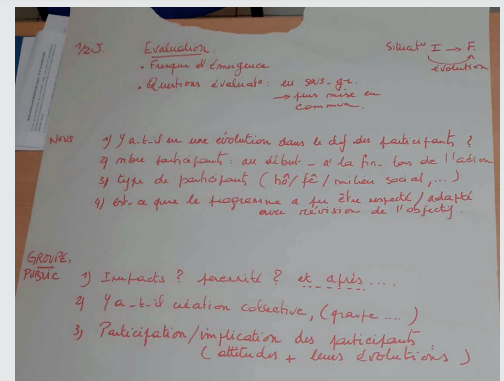 1/2 J. Evaluation. Situat° I → F.
évolution
• Fresque d'émergence
• Questions évaluat°: en sous-gr.
→ puis mise en
commun.
NOUS 1) Y a-t-il eu une évolution dans le déf des participants ?
2) nbre participants: au début - à la fin - lors de l'action
3) type de participants (hô/fê/milieu social, ...)
4) est-ce que le programme a pu être respecté/adapté
avec révision de l'objectif.
GROUPE,
PUBLIC 1) Impacts ? pérennité ? et après ....
2) Y a-t-il création collective, (groupe ....)
3) Participation/implication des participants
(attitudes + leurs évolutions)